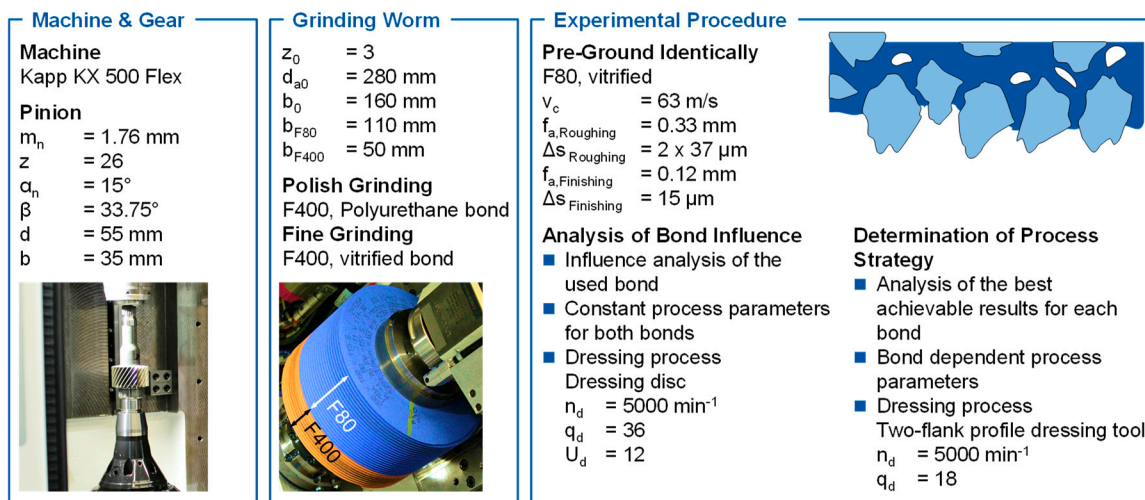 Machine & Gear
Machine
Kapp KX 500 Flex
Pinion
mn = 1.76 mm
z = 26
αn = 15°
β = 33.75°
d = 55 mm
b = 35 mm
Grinding Worm
z0 = 3
da0 = 280 mm
b0 = 160 mm
bF80 = 110 mm
bF400 = 50 mm
Polish Grinding
F400, Polyurethane bond
Fine Grinding
F400, vitrified bond
F80
F400
Experimental Procedure
Pre-Ground Identically
F80, vitrified
vc = 63 m/s
fa,Roughing = 0.33 mm
Δs Roughing = 2 x 37 μm
fa,Finishing = 0.12 mm
Δs Finishing = 15 μm
Analysis of Bond Influence
Influence analysis of the
used bond
Constant process parameters
for both bonds
Dressing process
Dressing disc
nd = 5000 min-1
qd = 36
Ud = 12
Determination of Process
Strategy
Analysis of the best
achievable results for each
bond
Bond dependent process
parameters
Dressing process
Two-flank profile dressing tool
nd = 5000 min-1
qd = 18